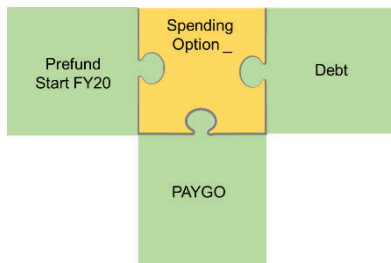 Prefund
Start FY20
Spending
Option _
Debt
PAYGO